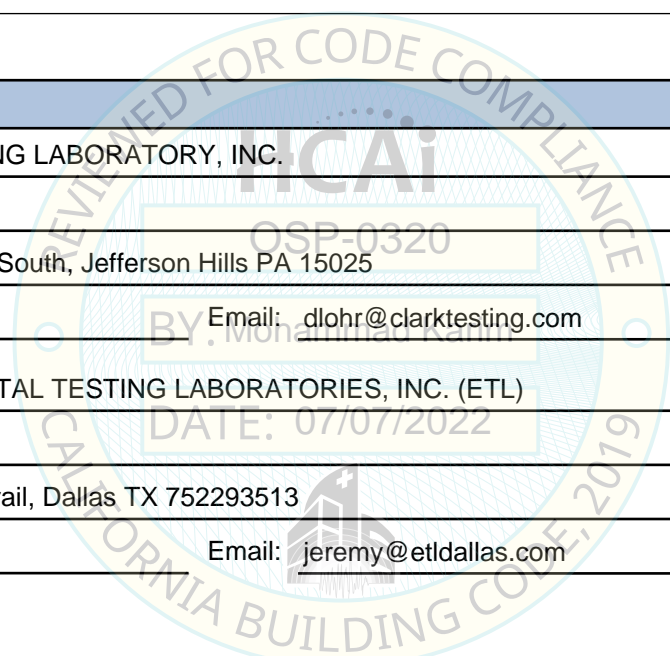 REVIEWED FOR CODE COMPLIANCE
HCAi
NG LABORATORY, INC.
OSP-0320
South, Jefferson Hills PA 15025
Email: dlohr@clarktesting.com
BY: Mohammad Karim
TAL TESTING LABORATORIES, INC. (ETL)
DATE: 07/07/2022
rail, Dallas TX 752293513
Email: jeremy@etldallas.com
CALIFORNIA BUILDING CODE, 2019